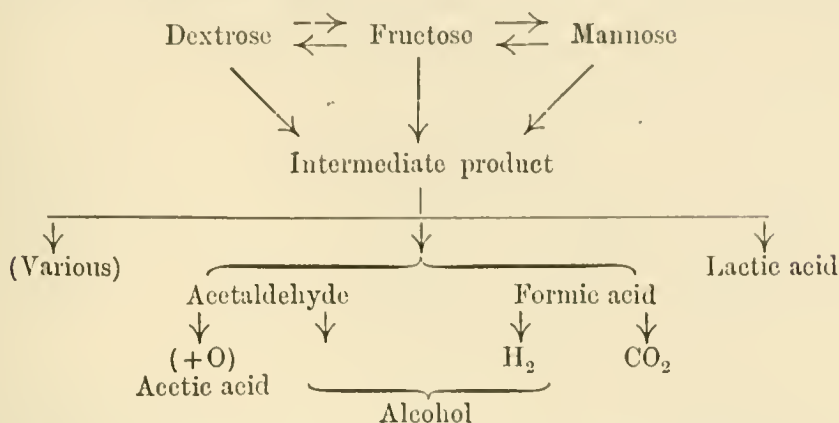 Dextrose Fructose Mannose
Intermediate product
(Various) Lactic acid
Acetaldehyde Formic acid
(+O) H₂ CO₂
Acetic acid
Alcohol